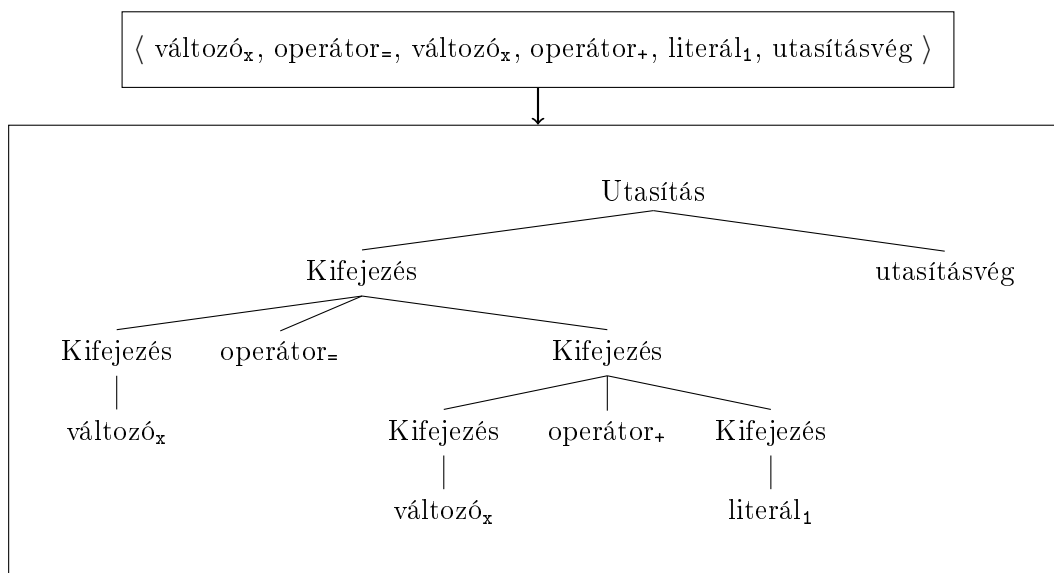 ⟨ változóₓ, operátor₌, változóₓ, operátor₊, literál₁, utasításvég ⟩
Utasítás
Kifejezés utasításvég
Kifejezés operátor₌ Kifejezés
változóₓ Kifejezés operátor₊ Kifejezés
változóₓ literál₁